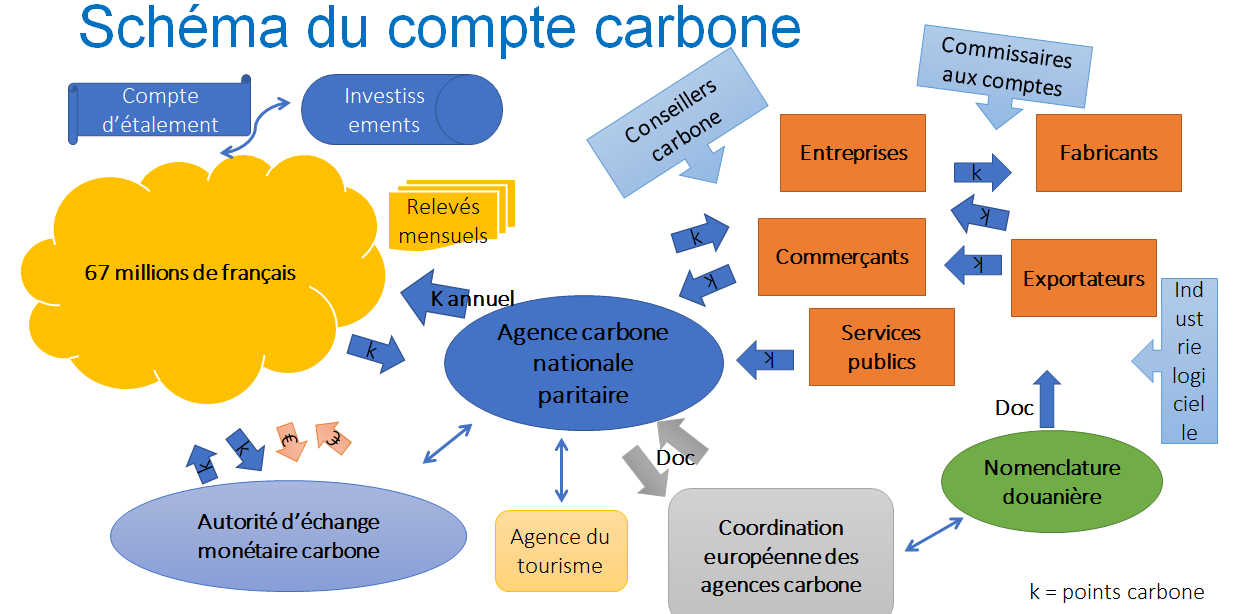 Schéma du compte carbone
Compte
d'étalement
Investiss
ements
Conseillers
carbone
Commissaires
aux comptes
Entreprises
Fabricants
k
k
Relevés
mensuels
67 millions de français
k
k
Commerçants
k
Exportateurs
K annuel
k
Agence carbone
nationale
paritaire
k
Services
publics
Ind
ust
rie
logi
ciel
le
Doc
k
k
€
€
Doc
Nomenclature
douanière
Autorité d'échange
monétaire carbone
Agence du
tourisme
Coordination
européenne des
agences carbone
k = points carbone